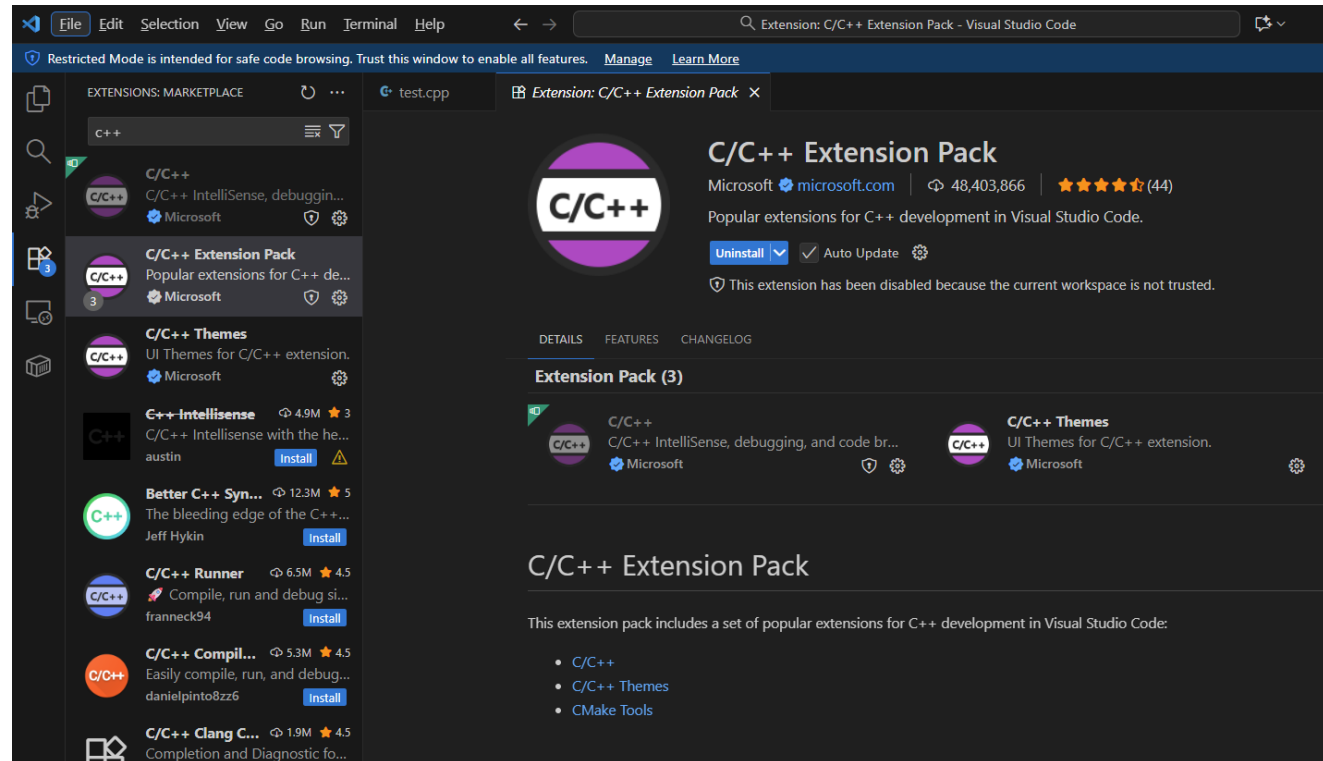 File Edit Selection View Go Run Terminal Help
Extension: C/C++ Extension Pack - Visual Studio Code
Restricted Mode is intended for safe code browsing. Trust this window to enable all features. Manage Learn More
EXTENSIONS: MARKETPLACE
c++
C/C++
C/C++
C/C++ IntelliSense, debuggin...
Microsoft
C/C++
3
C/C++ Extension Pack
Popular extensions for C++ de...
Microsoft
C/C++
C/C++ Themes
UI Themes for C/C++ extension.
Microsoft
C++
C++ Intellisense 4.9M 3
C/C++ Intellisense with the he...
austin Install
C++
Better C++ Syn... 12.3M 5
The bleeding edge of the C++...
Jeff Hykin Install
C/C++
C/C++ Runner 6.5M 4.5
🚀 Compile, run and debug si...
franneck94 Install
C/C++
C/C++ Compil... 5.3M 4.5
Easily compile, run, and debug...
danielpinto8zz6 Install
C/C++ Clang C... 1.9M 4.5
Completion and Diagnostic fo...
3
test.cpp
Extension: C/C++ Extension Pack
C/C++
C/C++ Extension Pack
Microsoft microsoft.com 48,403,866 (44)
Popular extensions for C++ development in Visual Studio Code.
Uninstall Auto Update
This extension has been disabled because the current workspace is not trusted.
DETAILS FEATURES CHANGELOG
Extension Pack (3)
C/C++
C/C++
C/C++ IntelliSense, debugging, and code br...
Microsoft
C/C++
C/C++ Themes
UI Themes for C/C++ extension.
Microsoft
C/C++ Extension Pack
This extension pack includes a set of popular extensions for C++ development in Visual Studio Code:
• C/C++
• C/C++ Themes
• CMake Tools